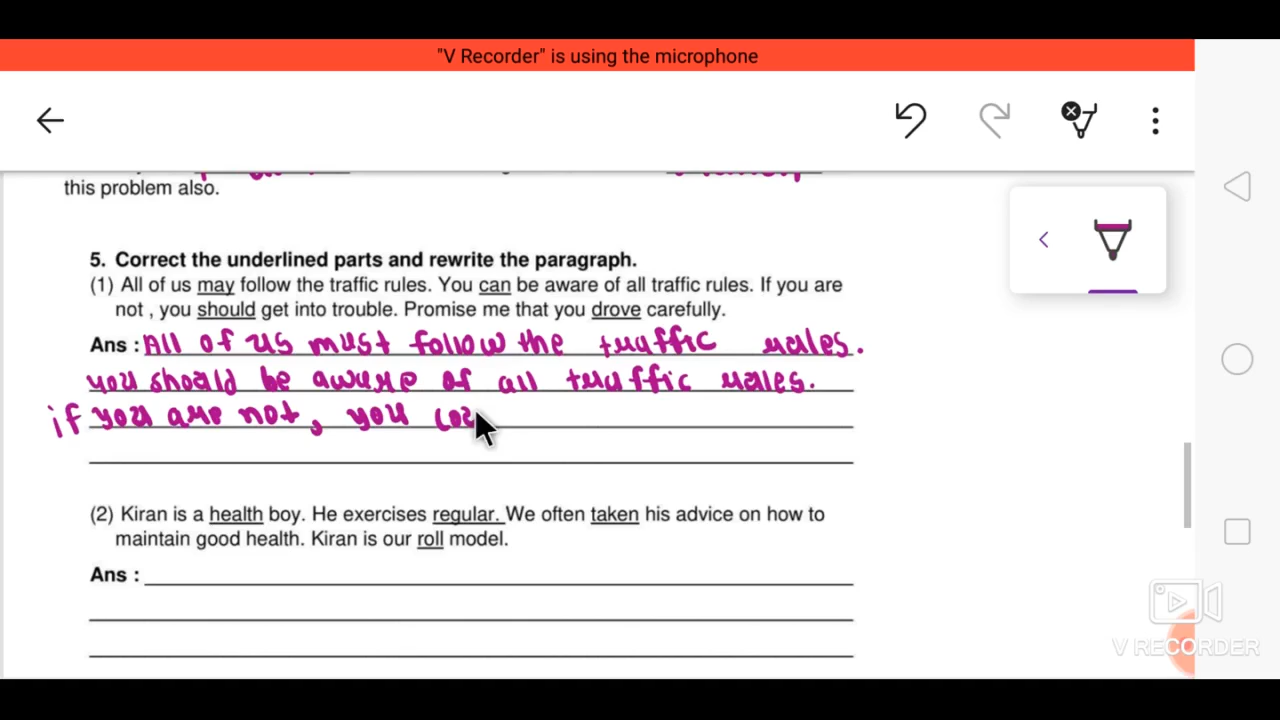 "V Recorder" is using the microphone
this problem also.
5. Correct the underlined parts and rewrite the paragraph.
(1) All of us may follow the traffic rules. You can be aware of all traffic rules. If you are
not , you should get into trouble. Promise me that you drove carefully.
Ans : All of us must follow the traffic rules.
you should be aware of all traffic rules.
if you are not, you
(2) Kiran is a health boy. He exercises regular. We often taken his advice on how to
maintain good health. Kiran is our roll model.
Ans :
V RECORDER